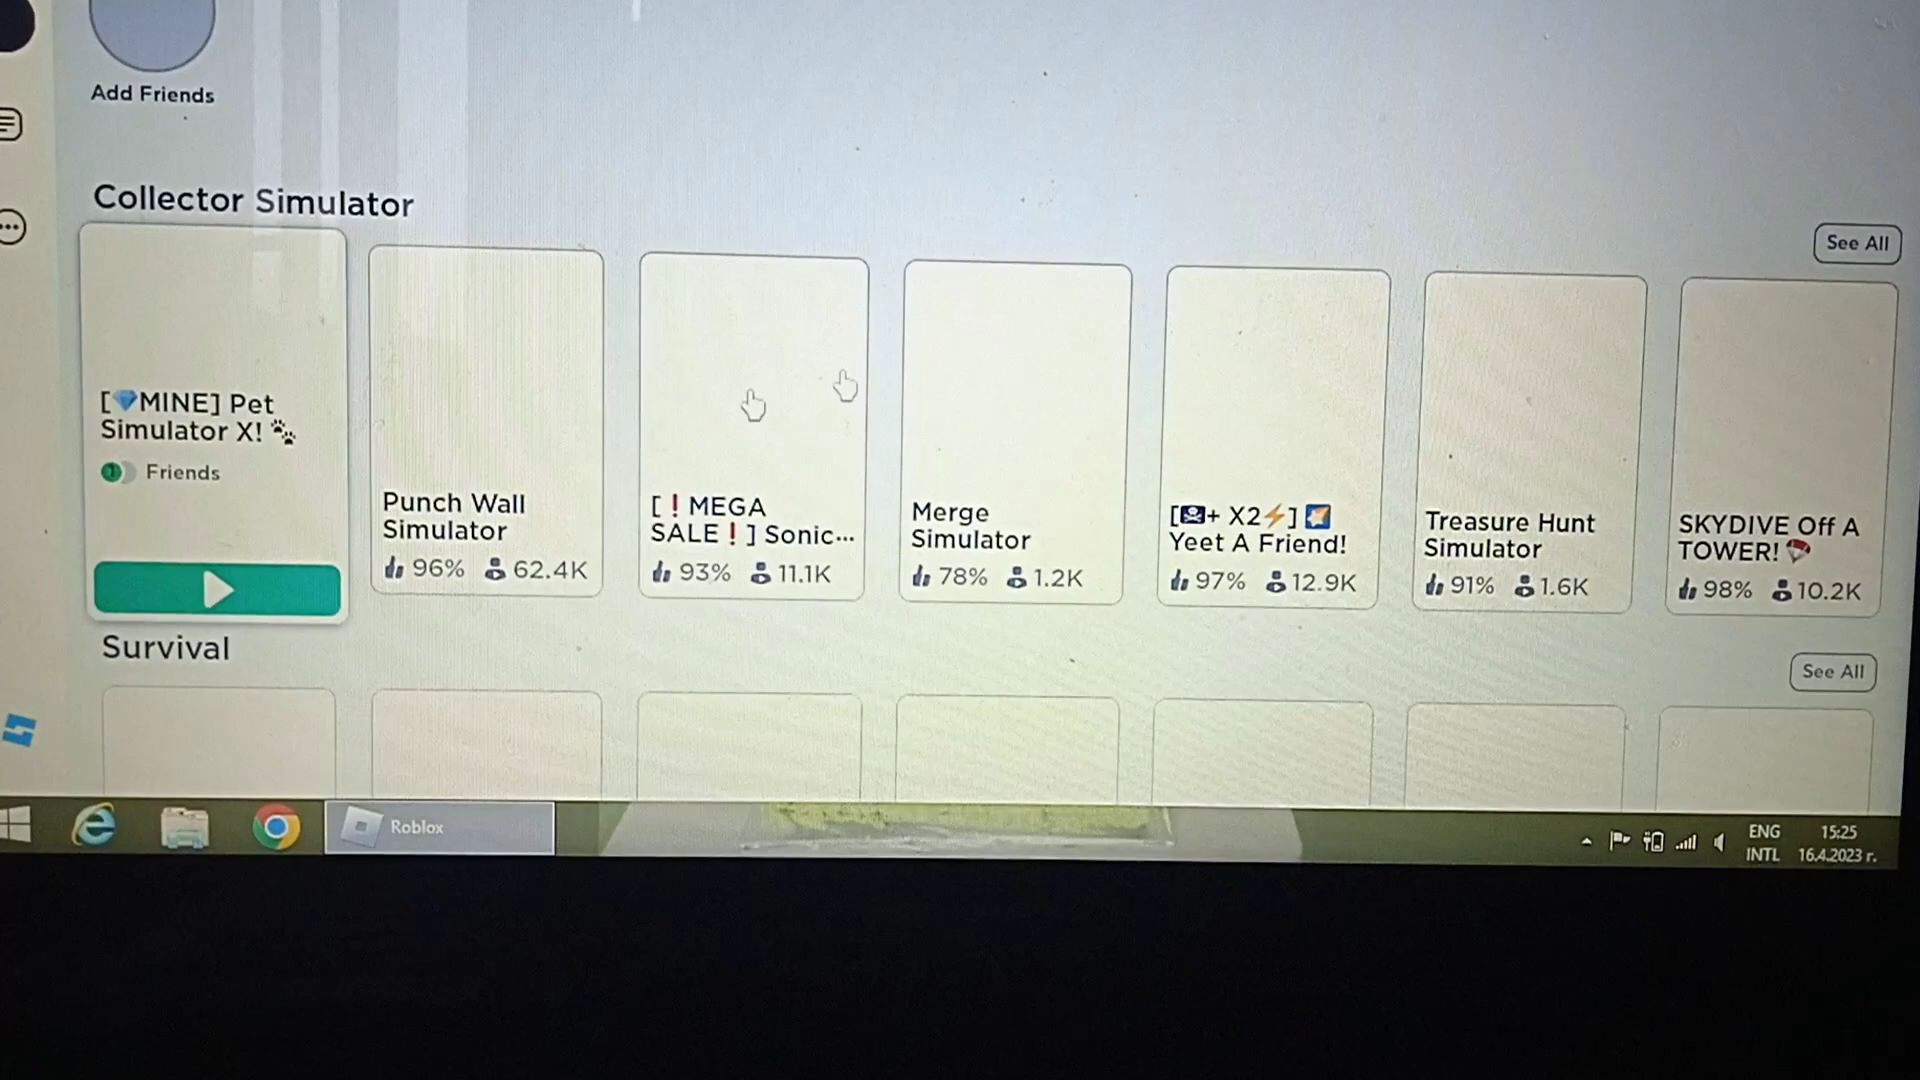 Add Friends
Collector Simulator
See All
[💎MINE] Pet
Simulator X! 🐾
1 Friends
Punch Wall
Simulator
96% 62.4K
[❗MEGA
SALE❗] Sonic...
93% 11.1K
Merge
Simulator
78% 1.2K
[🏴‍☠️+ X2⚡] 🌠
Yeet A Friend!
97% 12.9K
Treasure Hunt
Simulator
91% 1.6K
SKYDIVE Off A
TOWER! 🪂
98% 10.2K
Survival
See All
Roblox
ENG
INTL
15:25
16.4.2023 г.